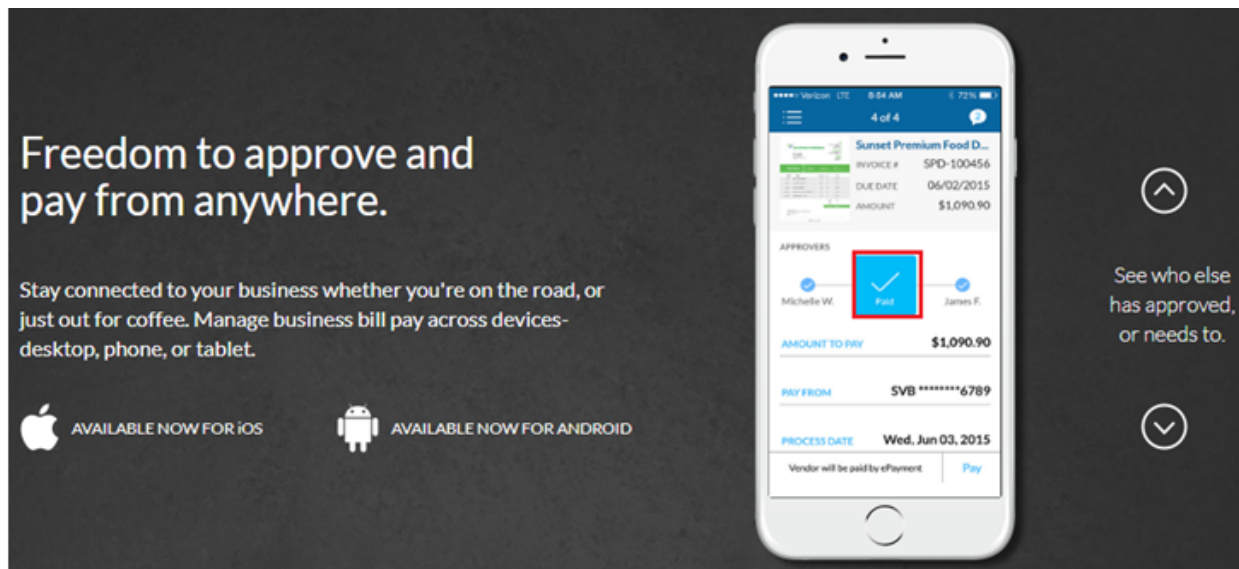 Freedom to approve and
pay from anywhere.
Stay connected to your business whether you're on the road, or
just out for coffee. Manage business bill pay across devices-
desktop, phone, or tablet.
AVAILABLE NOW FOR iOS
AVAILABLE NOW FOR ANDROID
Verizon LTE 8:04 AM 72%
4 of 4 2
Sunset Premium Food D...
INVOICE # SPD-100456
DUE DATE 06/02/2015
AMOUNT $1,090.90
APPROVERS
Michelle W. Paid James F.
AMOUNT TO PAY $1,090.90
PAY FROM SVB ********6789
PROCESS DATE Wed, Jun 03, 2015
Vendor will be paid by ePayment Pay
See who else
has approved,
or needs to.